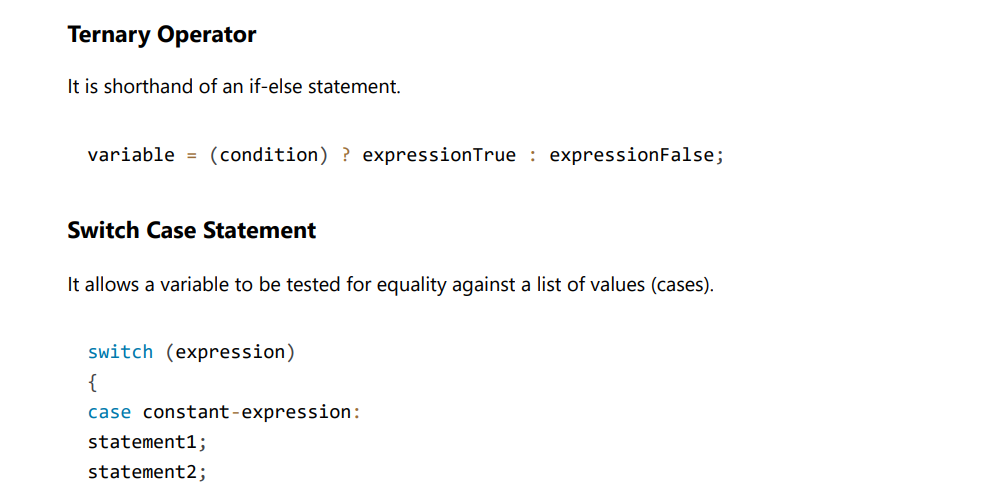 Ternary Operator
It is shorthand of an if-else statement.
variable = (condition) ? expressionTrue : expressionFalse;
Switch Case Statement
It allows a variable to be tested for equality against a list of values (cases).
switch (expression)
{
case constant-expression:
statement1;
statement2;